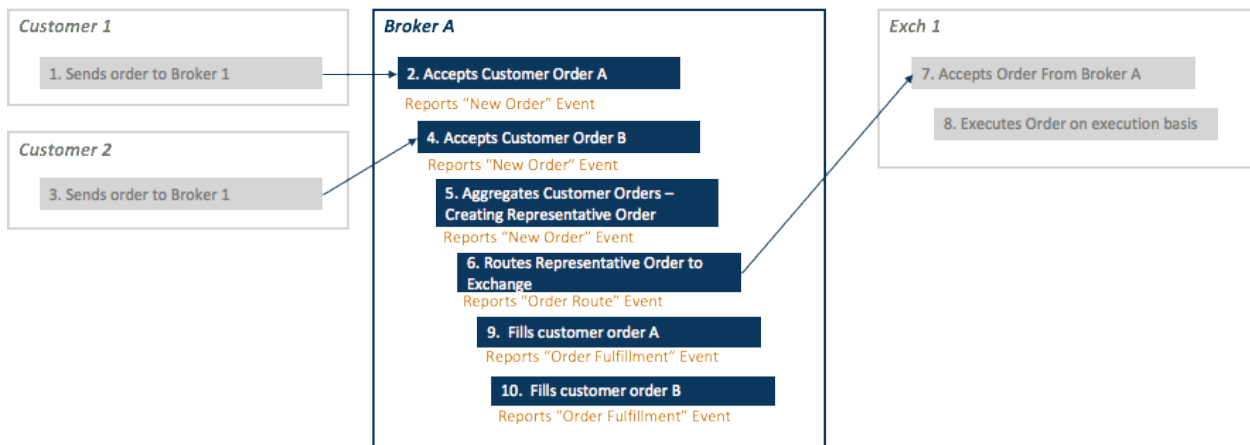 Customer 1
1. Sends order to Broker 1
Customer 2
3. Sends order to Broker 1
Broker A
2. Accepts Customer Order A
Reports "New Order" Event
4. Accepts Customer Order B
Reports "New Order" Event
5. Aggregates Customer Orders –
Creating Representative Order
Reports "New Order" Event
6. Routes Representative Order to
Exchange
Reports "Order Route" Event
9. Fills customer order A
Reports "Order Fulfillment" Event
10. Fills customer order B
Reports "Order Fulfillment" Event
Exch 1
7. Accepts Order From Broker A
8. Executes Order on execution basis